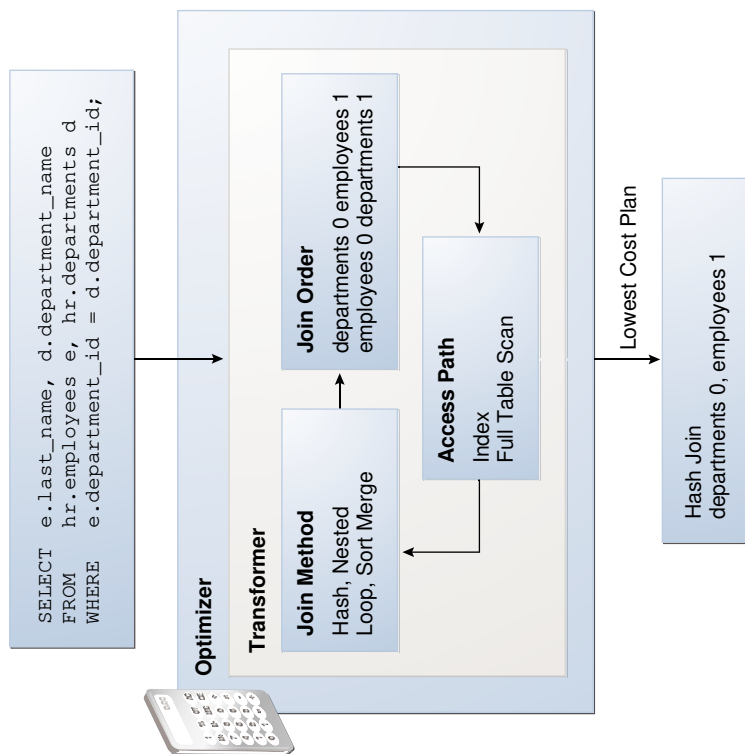 SELECT e.last_name, d.department_name
FROM hr.employees e, hr.departments d
WHERE e.department_id = d.department_id;
Optimizer
Transformer
Join Method
Hash, Nested
Loop, Sort Merge
Join Order
departments 0 employees 1
employees 0 departments 1
Access Path
Index
Full Table Scan
Lowest Cost Plan
Hash Join
departments 0, employees 1